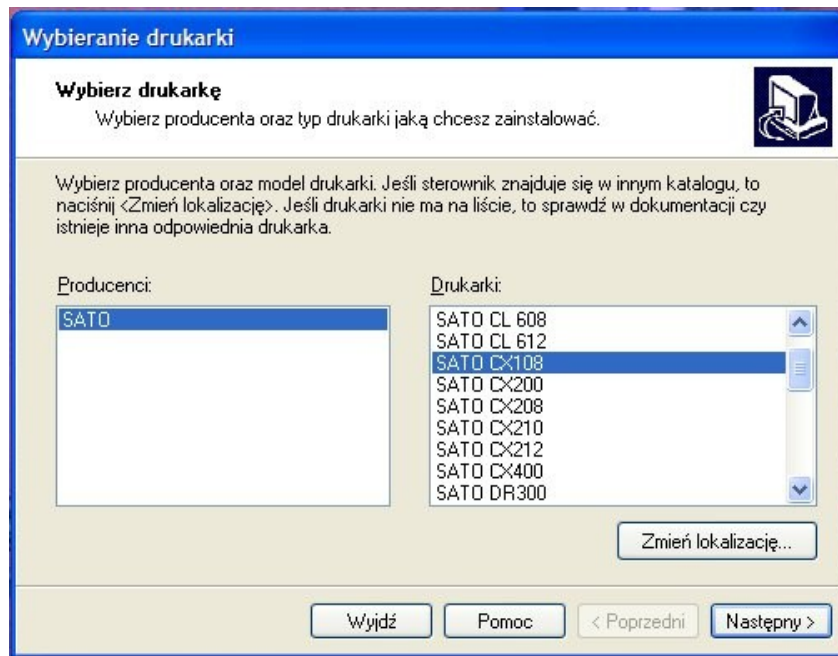 Wybieranie drukarki
Wybierz drukarkę
Wybierz producenta oraz typ drukarki jaką chcesz zainstalować.
Wybierz producenta oraz model drukarki. Jeśli sterownik znajduje się w innym katalogu, to
naciśnij <Zmień lokalizację>. Jeśli drukarki nie ma na liście, to sprawdź w dokumentacji czy
istnieje inna odpowiednia drukarka.
Producenci:
SATO
Drukarki:
SATO CL 608
SATO CL 612
SATO CX108
SATO CX200
SATO CX208
SATO CX210
SATO CX212
SATO CX400
SATO DR300
Zmień lokalizację...
Wyjdź
Pomoc
< Poprzedni
Następny >